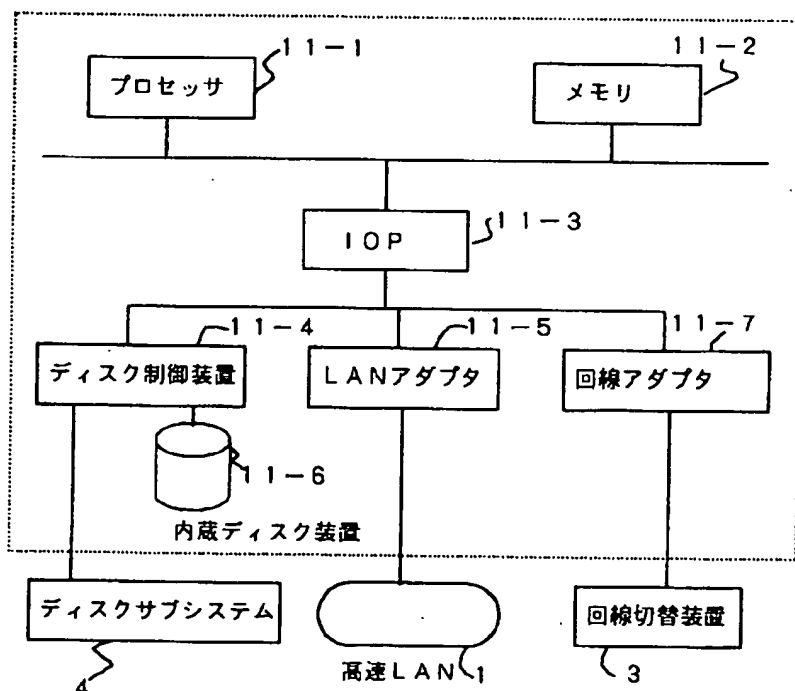 11-1
11-2
プロセッサ
メモリ
IOP
11-3
11-4
11-5
11-7
ディスク制御装置
LANアダプタ
回線アダプタ
11-6
内蔵ディスク装置
ディスクサブシステム
回線切替装置
4
高速LAN
1
3